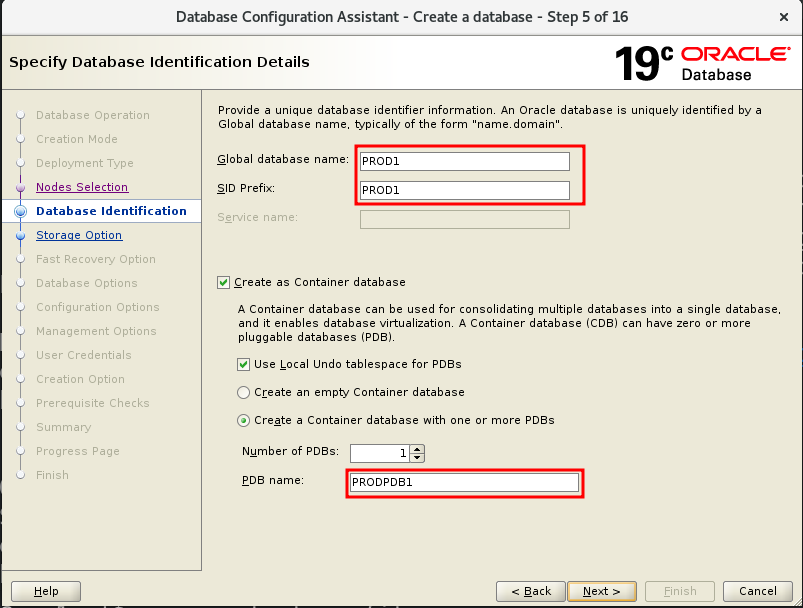 Database Configuration Assistant - Create a database - Step 5 of 16
Specify Database Identification Details
19c ORACLE
Database
Database Operation
Creation Mode
Deployment Type
Nodes Selection
Database Identification
Storage Option
Fast Recovery Option
Database Options
Configuration Options
Management Options
User Credentials
Creation Option
Prerequisite Checks
Summary
Progress Page
Finish
Provide a unique database identifier information. An Oracle database is uniquely identified by a
Global database name, typically of the form "name.domain".
Global database name: PROD1
SID Prefix: PROD1
Service name:
Create as Container database
A Container database can be used for consolidating multiple databases into a single database,
and it enables database virtualization. A Container database (CDB) can have zero or more
pluggable databases (PDB).
Use Local Undo tablespace for PDBs
Create an empty Container database
Create a Container database with one or more PDBs
Number of PDBs: 1
PDB name: PRODPDB1
Help
< Back
Next >
Finish
Cancel